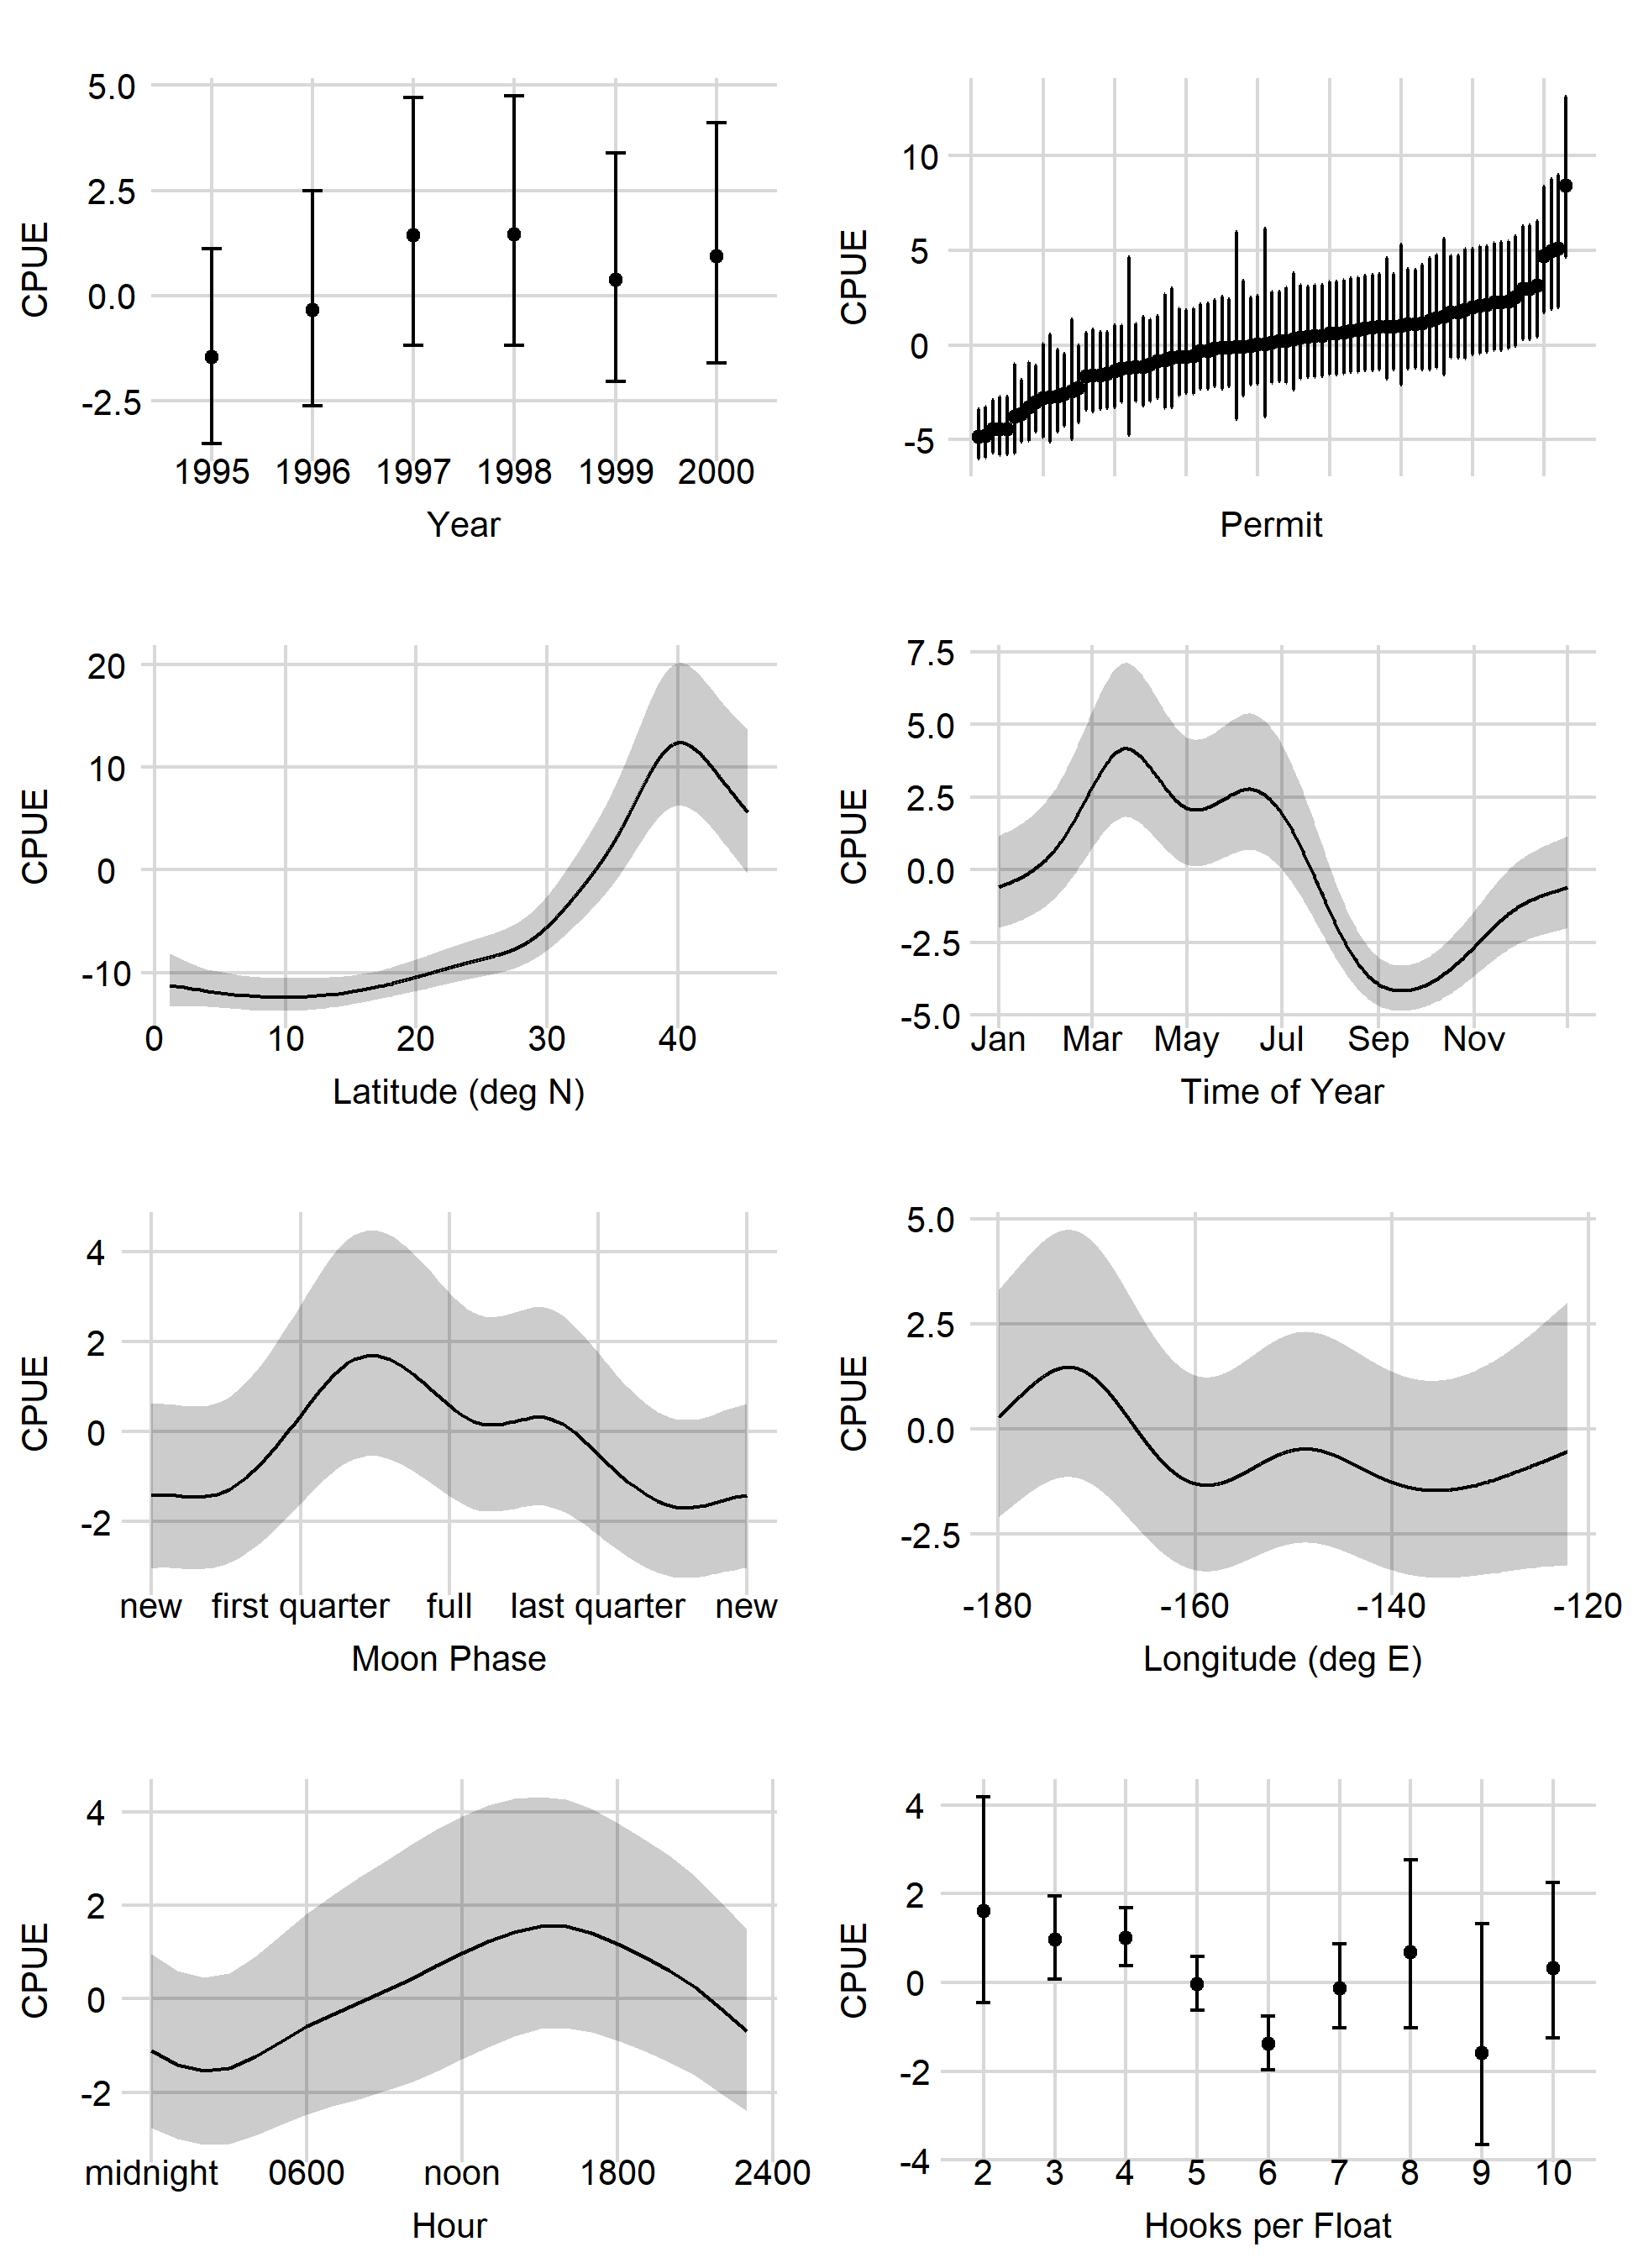 5.0
2.5
0.0
-2.5
CPUE
1995 1996 1997 1998 1999 2000
Year
10
5
0
-5
CPUE
Permit
20
10
0
-10
CPUE
0 10 20 30 40
Latitude (deg N)
7.5
5.0
2.5
0.0
-2.5
-5.0
CPUE
Jan Mar May Jul Sep Nov
Time of Year
4
2
0
-2
CPUE
new first quarter full last quarter new
Moon Phase
5.0
2.5
0.0
-2.5
CPUE
-180 -160 -140 -120
Longitude (deg E)
4
2
0
-2
CPUE
midnight 0600 noon 1800 2400
Hour
4
2
0
-2
-4
CPUE
2 3 4 5 6 7 8 9 10
Hooks per Float